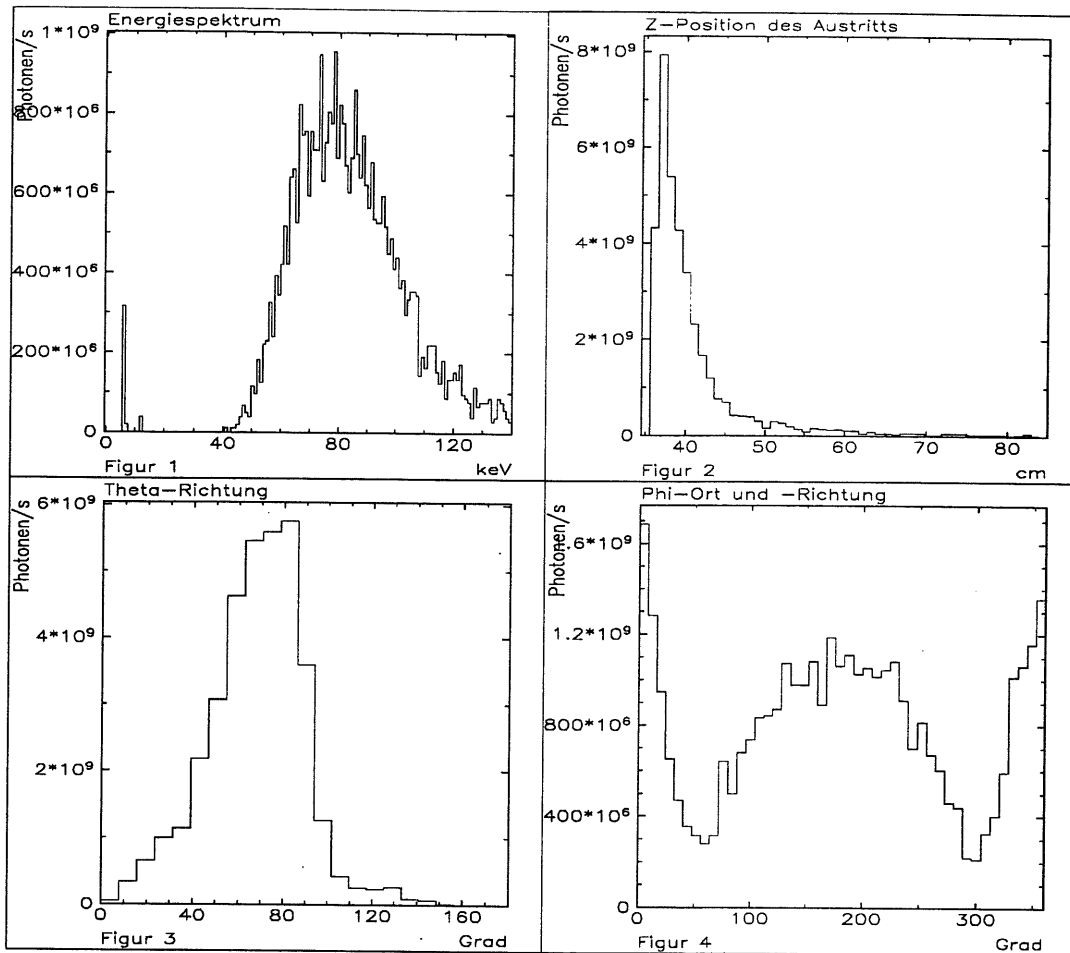 Energiespektrum
Photonen/s
1*10⁹
800*10⁶
600*10⁶
400*10⁶
200*10⁶
0
0
40
80
120
Figur 1
keV
Z-Position des Austritts
Photonen/s
8*10⁹
6*10⁹
4*10⁹
2*10⁹
0
40
50
60
70
80
Figur 2
cm
Theta-Richtung
Photonen/s
6*10⁹
4*10⁹
2*10⁹
0
0
40
80
120
160
Figur 3
Grad
Phi-Ort und -Richtung
Photonen/s
.6*10⁹
1.2*10⁹
800*10⁶
400*10⁶
0
0
100
200
300
Figur 4
Grad